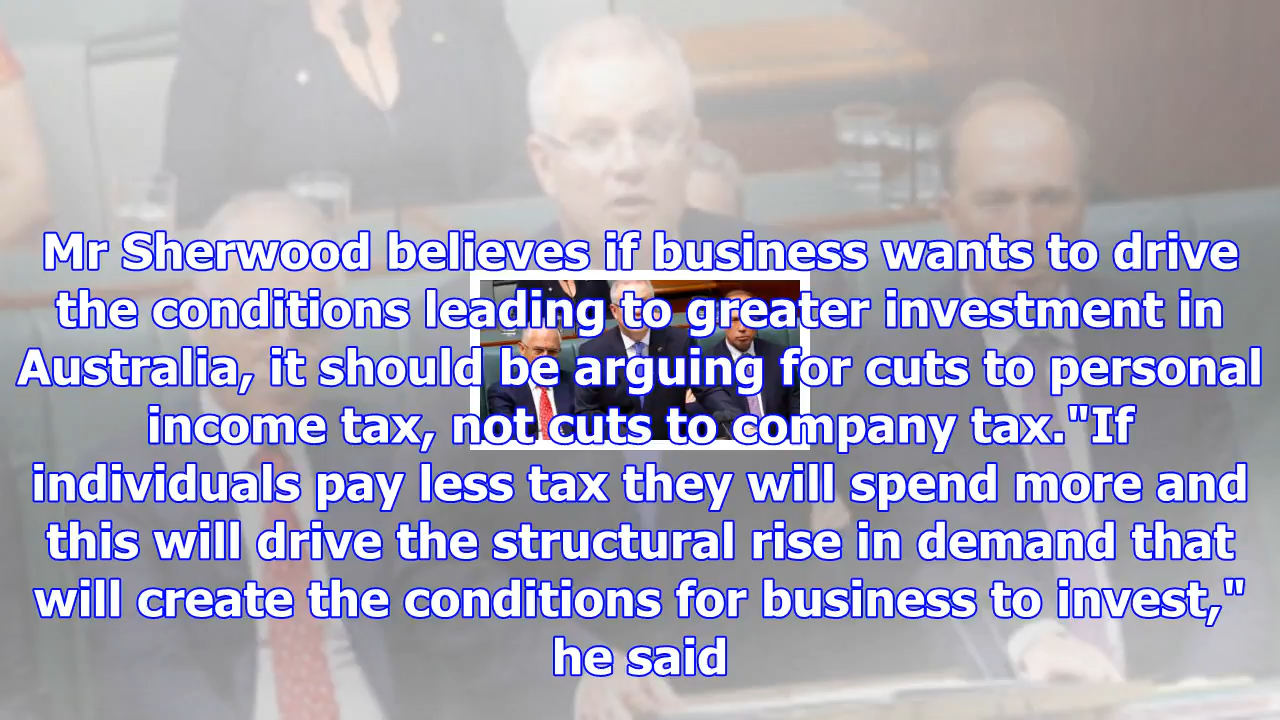 Mr Sherwood believes if business wants to drive
the conditions leading to greater investment in
Australia, it should be arguing for cuts to personal
income tax, not cuts to company tax."If
individuals pay less tax they will spend more and
this will drive the structural rise in demand that
will create the conditions for business to invest,"
he said